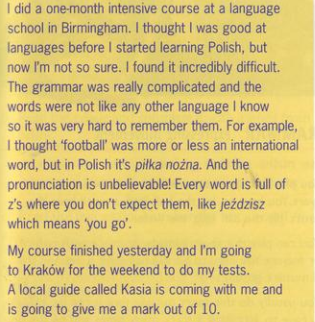 I did a one-month intensive course at a language
school in Birmingham. I thought I was good at
languages before I started learning Polish, but
now I'm not so sure. I found it incredibly difficult.
The grammar was really complicated and the
words were not like any other language I know
so it was very hard to remember them. For example,
I thought 'football' was more or less an international
word, but in Polish it's piłka nożna. And the
pronunciation is unbelievable! Every word is full of
z's where you don't expect them, like jeździsz
which means 'you go'.
My course finished yesterday and I'm going
to Kraków for the weekend to do my tests.
A local guide called Kasia is coming with me and
is going to give me a mark out of 10.